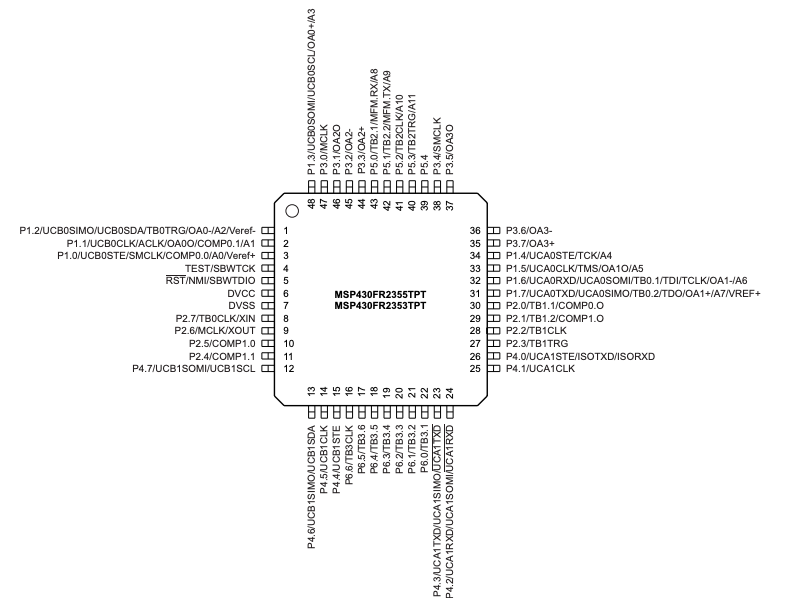 P1.3/UCB0SOMI/UCB0SCL/OA0+/A3
P3.0/MCLK
P3.1/OA2O
P3.2/OA2-
P3.3/OA2+
P5.0/TB2.1/MFM.RX/A8
P5.1/TB2.2/MFM.TX/A9
P5.2/TB2CLK/A10
P5.3/TB2TRG/A11
P5.4
P3.4/SMCLK
P3.5/OA3O
48 47 46 45 44 43 42 41 40 39 38 37
P1.2/UCB0SIMO/UCB0SDA/TB0TRG/OA0-/A2/Veref- 1
P1.1/UCB0CLK/ACLK/OA0O/COMP0.1/A1 2
P1.0/UCB0STE/SMCLK/COMP0.0/A0/Veref+ 3
TEST/SBWTCK 4
RST/NMI/SBWTDIO 5
DVCC 6
DVSS 7
P2.7/TB0CLK/XIN 8
P2.6/MCLK/XOUT 9
P2.5/COMP1.0 10
P2.4/COMP1.1 11
P4.7/UCB1SOMI/UCB1SCL 12
MSP430FR2355TPT
MSP430FR2353TPT
36 P3.6/OA3-
35 P3.7/OA3+
34 P1.4/UCA0STE/TCK/A4
33 P1.5/UCA0CLK/TMS/OA1O/A5
32 P1.6/UCA0RXD/UCA0SOMI/TB0.1/TDI/TCLK/OA1-/A6
31 P1.7/UCA0TXD/UCA0SIMO/TB0.2/TDO/OA1+/A7/VREF+
30 P2.0/TB1.1/COMP0.O
29 P2.1/TB1.2/COMP1.O
28 P2.2/TB1CLK
27 P2.3/TB1TRG
26 P4.0/UCA1STE/ISOTXD/ISORXD
25 P4.1/UCA1CLK
13 14 15 16 17 18 19 20 21 22 23 24
P4.6/UCB1SIMO/UCB1SDA
P4.5/UCB1CLK
P4.4/UCB1STE
P6.6/TB3CLK
P6.5/TB3.6
P6.4/TB3.5
P6.3/TB3.4
P6.2/TB3.3
P6.1/TB3.2
P6.0/TB3.1
P4.3/UCA1TXD/UCA1SIMO/UCA1TXD
P4.2/UCA1RXD/UCA1SOMI/UCA1RXD